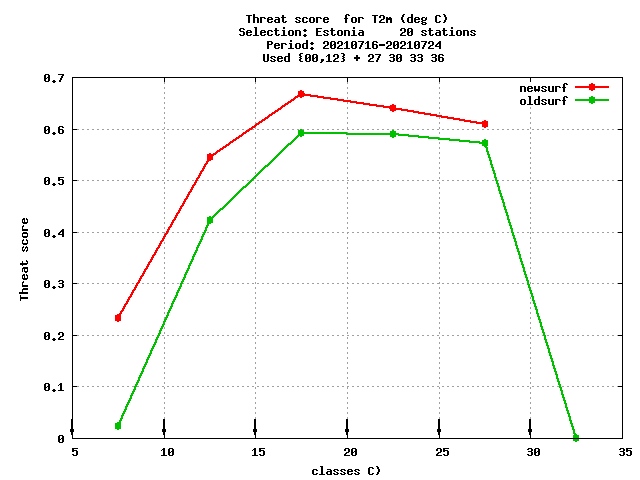 Threat score  for T2m (deg C)
Selection: Estonia     20 stations
Period: 20210716-20210724
Used {00,12} + 27 30 33 36
newsurf
oldsurf
0.7
0.6
0.5
0.4
0.3
0.2
0.1
0
Threat score
5 10 15 20 25 30 35
classes C)